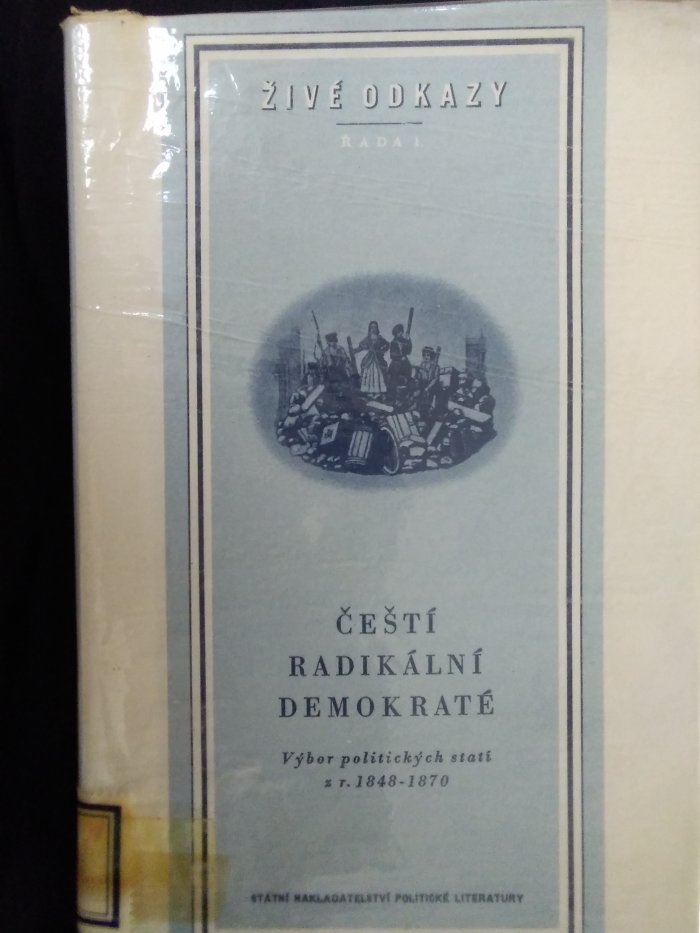 ŽIVÉ ODKAZY
ŘADA I.
ČEŠTÍ
RADIKÁLNÍ
DEMOKRATÉ
Výbor politických statí
z r. 1848-1870
STÁTNÍ NAKLADATELSTVÍ POLITICKÉ LITERATURY